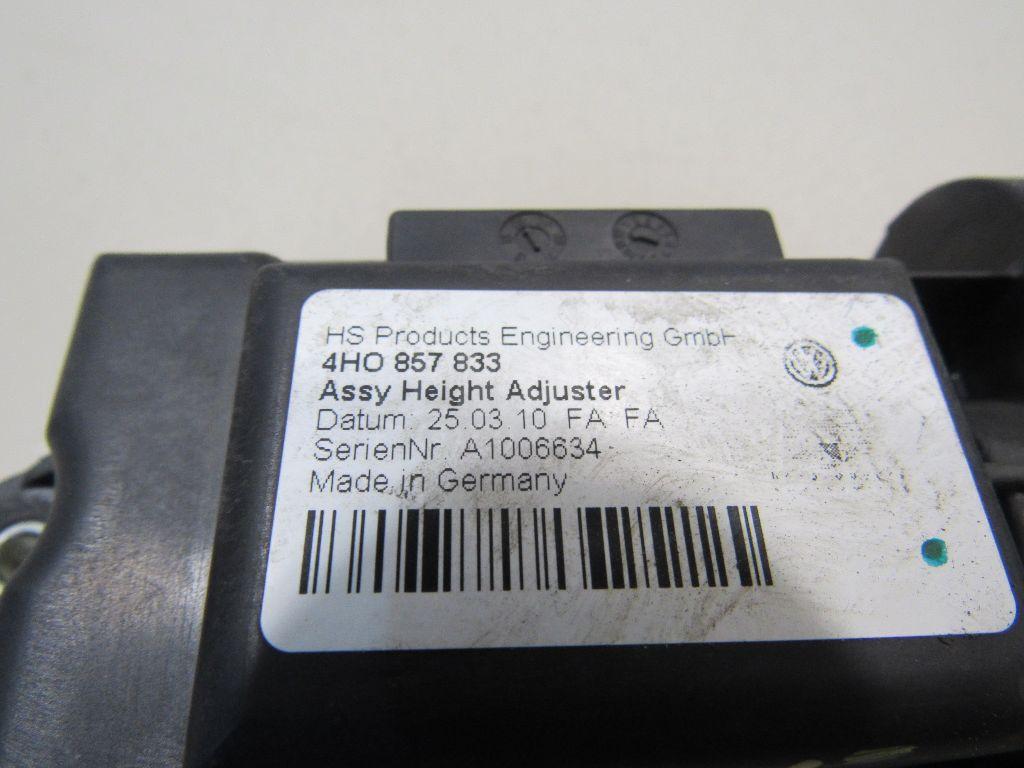 HS Products Engineering GmbH
4HO 857 833
Assy Height Adjuster
Datum: 25.03.10 FA FA
SerienNr. A1006634
Made in Germany